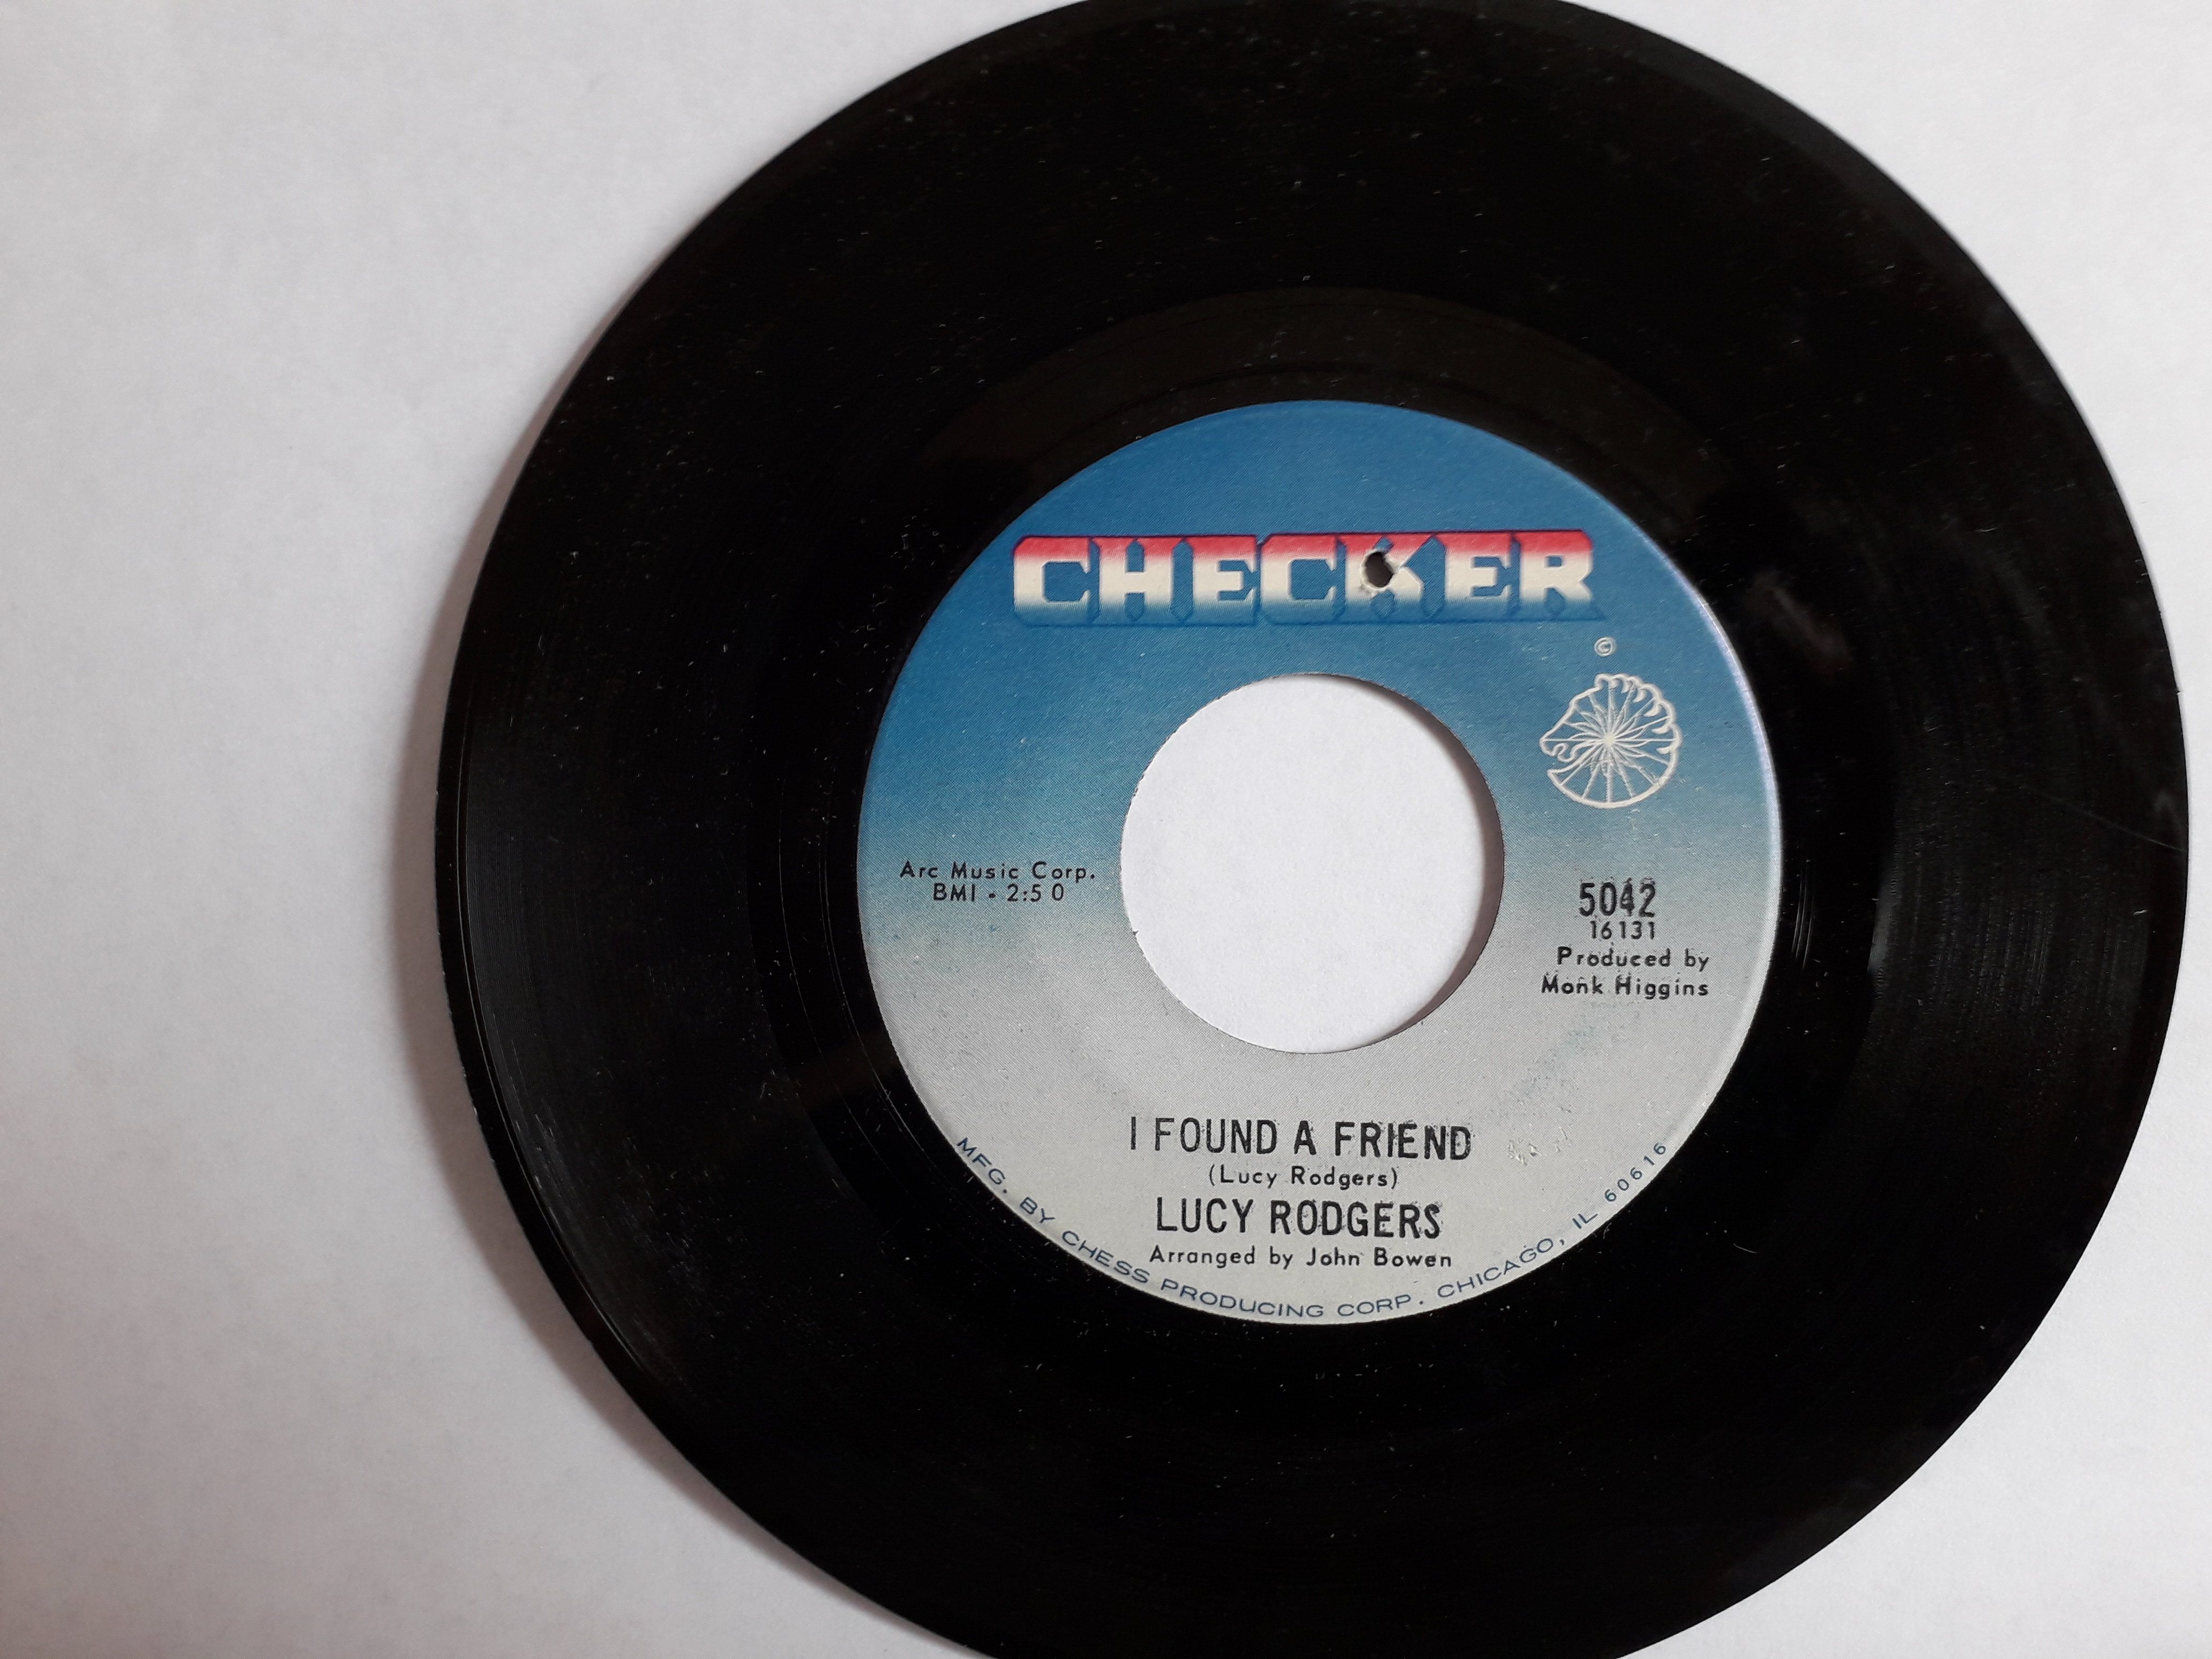 CHECKER
©
Arc Music Corp.
BMI - 2:50
5042
16131
Produced by
Monk Higgins
I FOUND A FRIEND
(Lucy Rodgers)
LUCY RODGERS
Arranged by John Bowen
MFG. BY CHESS PRODUCING CORP. CHICAGO, IL 60616